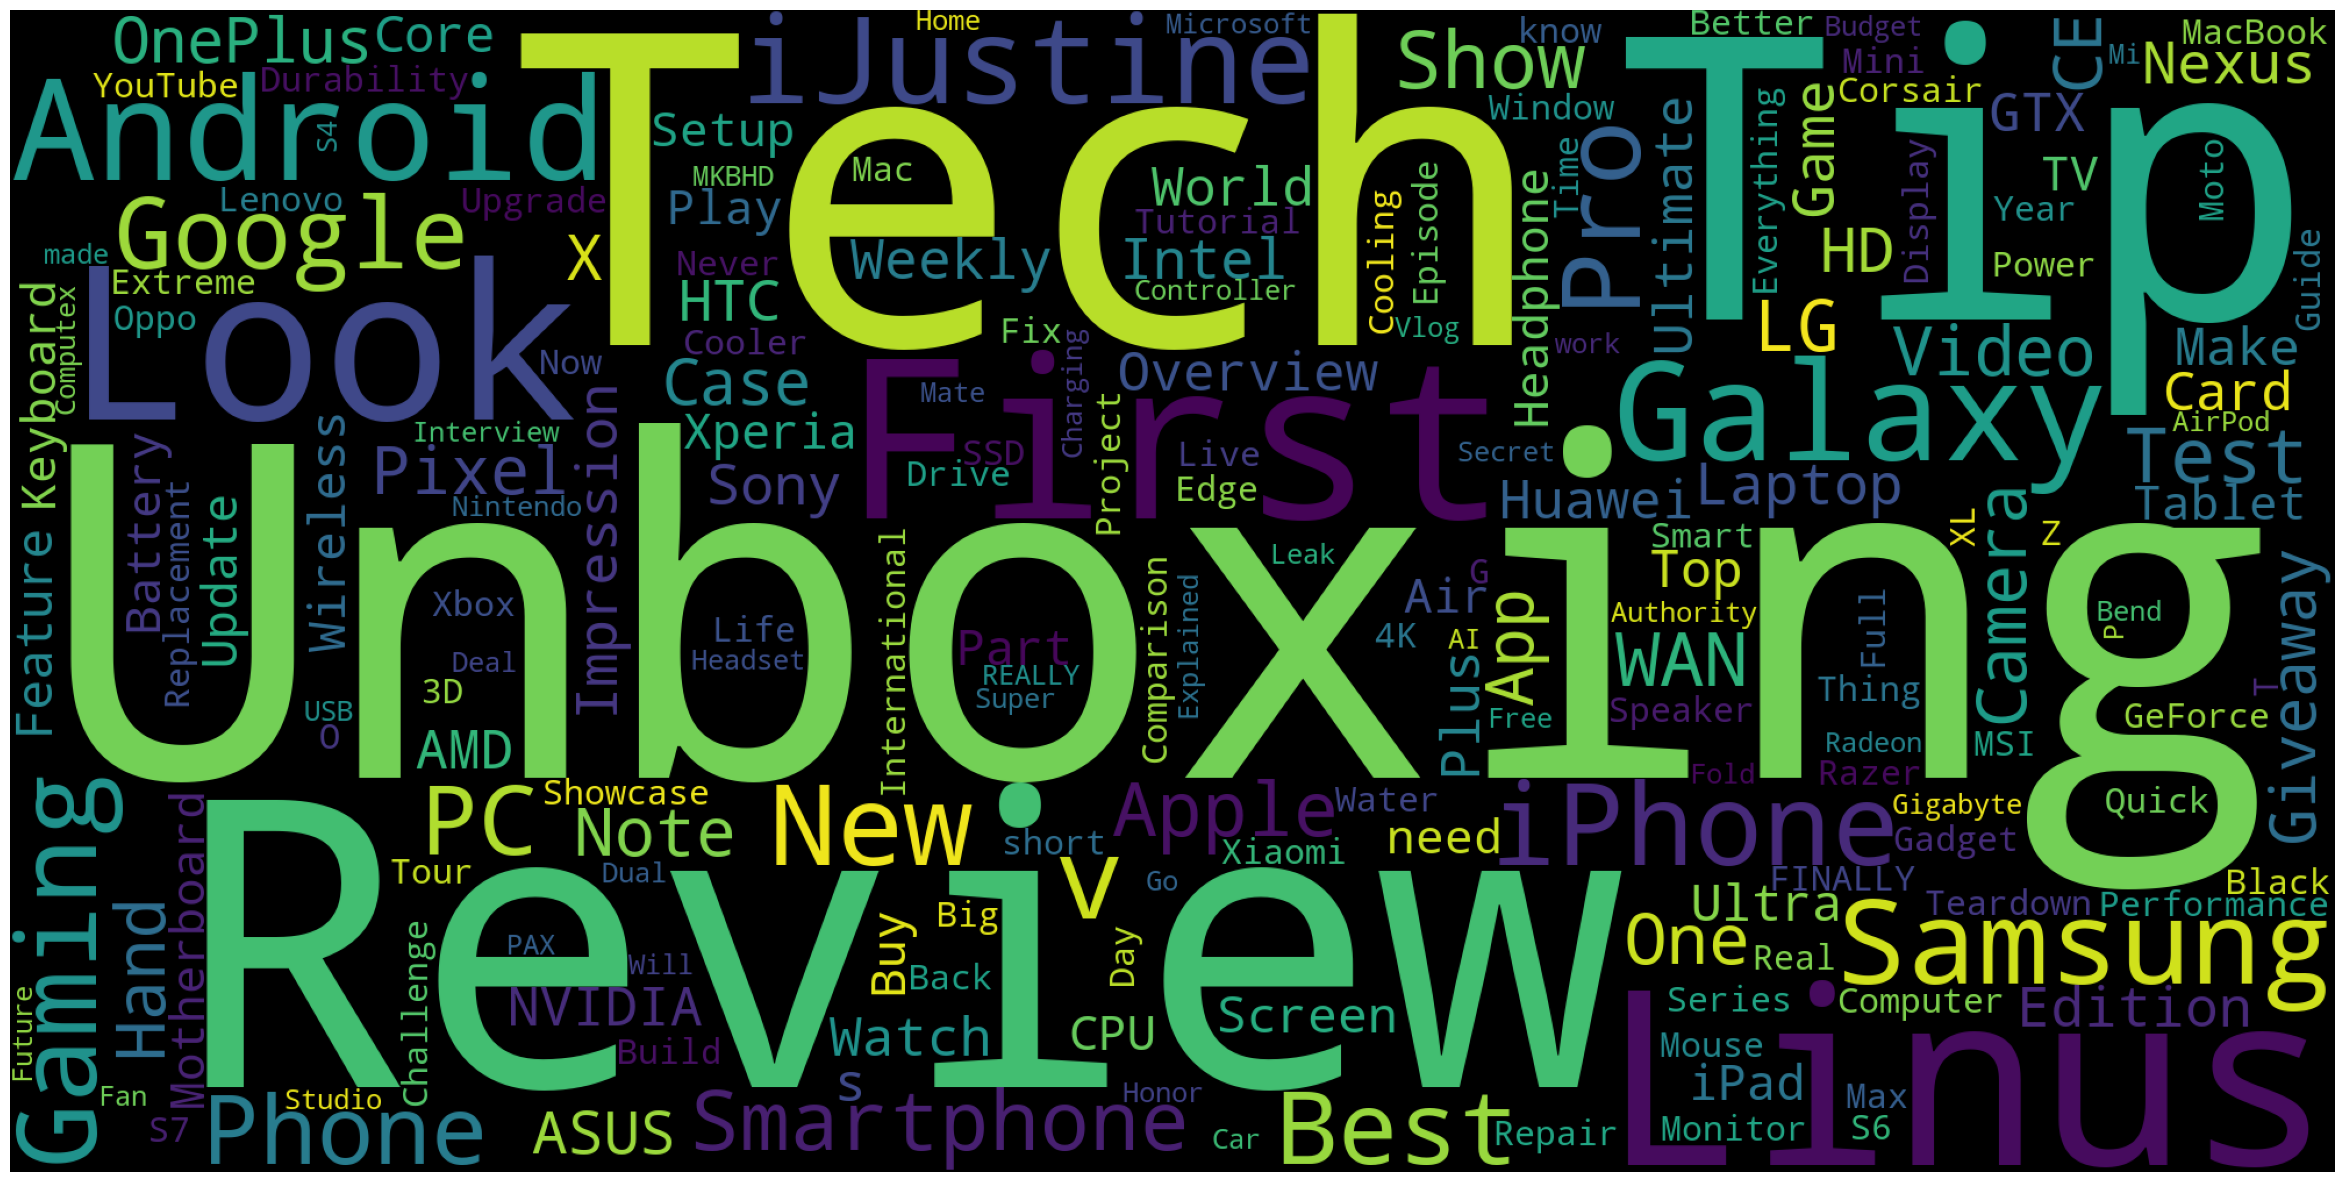 OnePlus
Core
Tech
iJustine
Home
Microsoft
Show
know
Better
Tip
Budget
CE
Mi
MacBook
YouTube
Durability
Android
S4
Setup
Window
Everything
Mini
Corsair
Nexus
GTX
Game
Google
Lenovo
Upgrade
MKBHD
Mac
Play
World
Tutorial
Cooling
Episode
Headphone
Time
Pro
Ultimate
Display
Year
TV
Moto
made
Extreme
X
Never
Weekly
Intel
Controller
HD
Power
Guide
Keyboard
Computex
Oppo
Look
HTC
Cooler
Fix
Vlog
work
LG
Video
Make
Now
Case
First
Mate
Charging
Overview
Galaxy
Card
AirPod
Interview
Impression
Xperia
Project
SSD
Live
Secret
Test
Battery
Wireless
Pixel
Sony
Drive
Edge
Huawei
Laptop
Tablet
Feature
Replacement
Update
Nintendo
Unboxing
International
Comparison
Leak
Smart
XL
Z
Camera
Xbox
Life
Headset
Part
REALLY
Super
Explained
Air
G
4K
AI
App
Top
Authority
WAN
Full
Bend
P
Giveaway
Deal
3D
USB
O
AMD
Plus
Free
Speaker
Thing
T
GeForce
Radeon
MSI
Fold
Razer
Gaming
Motherboard
PC
Showcase
Note
New
short
Apple
Water
Xiaomi
need
iPhone
Gigabyte
Gadget
Quick
Tour
Dual
v
Go
FINALLY
Black
Hand
Review
Challenge
PAX
Will
Buy
Big
Back
Day
Ultra
One
Real
Teardown
Performance
Samsung
Future
NVIDIA
Build
Watch
CPU
Screen
Series
Computer
Edition
Linus
Mouse
iPad
Max
S6
Monitor
Fan
S7
Phone
Studio
ASUS
s
Smartphone
Honor
Car
Best
Repair